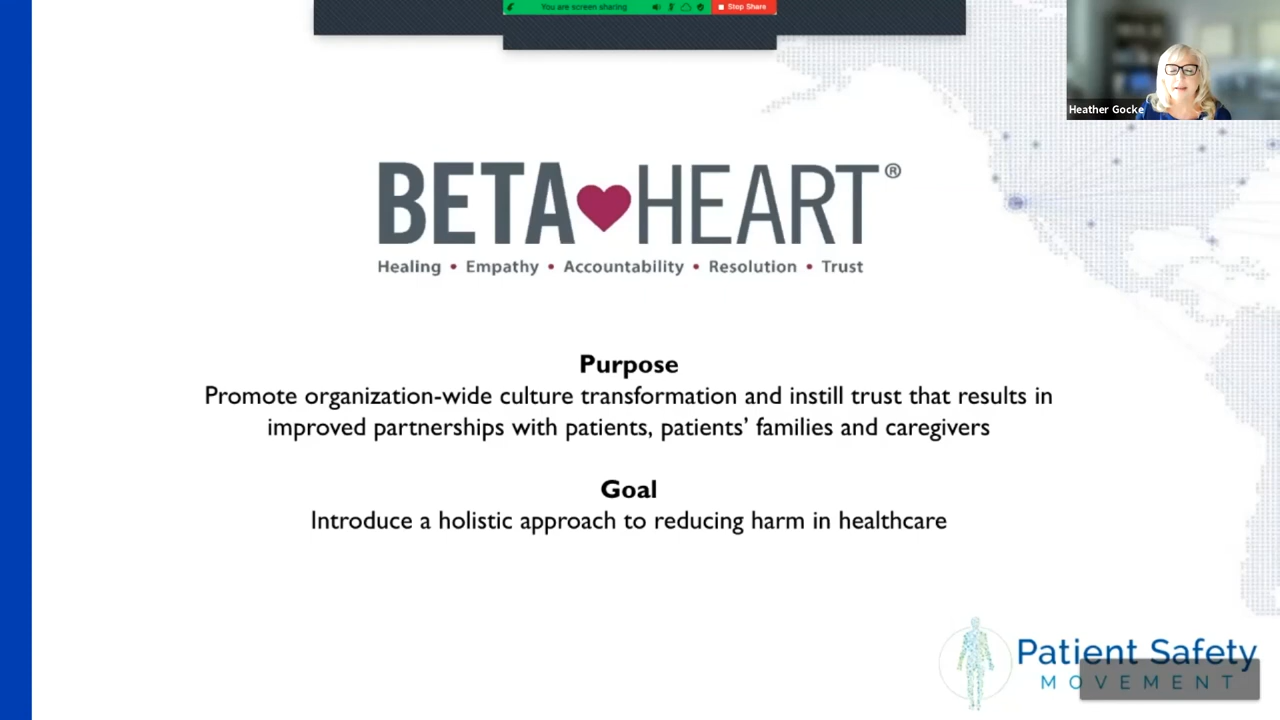 You are screen sharing
Stop Share
Heather Gocke
BETA HEART®
Healing • Empathy • Accountability • Resolution • Trust
Purpose
Promote organization-wide culture transformation and instill trust that results in
improved partnerships with patients, patients’ families and caregivers
Goal
Introduce a holistic approach to reducing harm in healthcare
Patient Safety
MOVEMENT